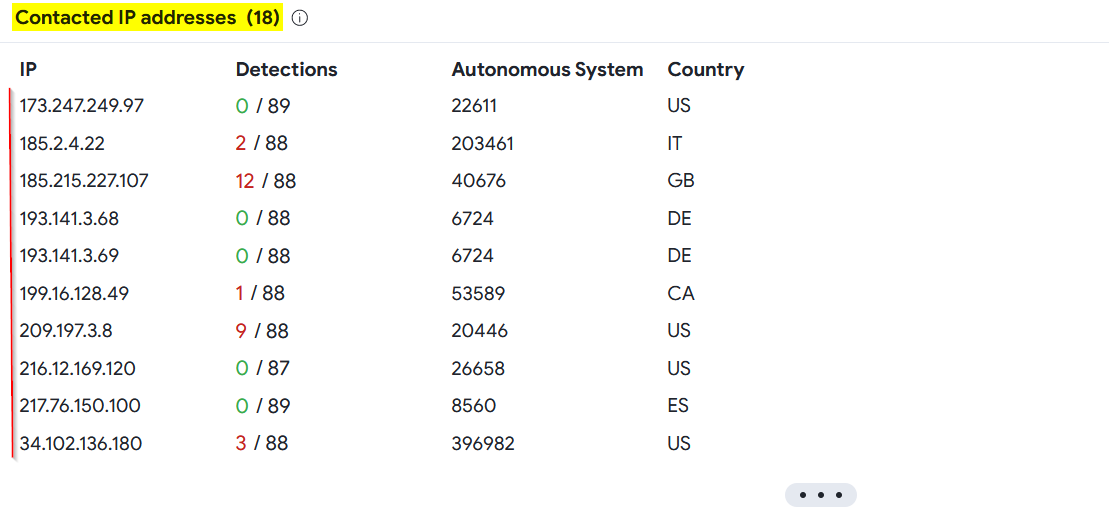 Contacted IP addresses (18)
IP Detections Autonomous System Country
173.247.249.97 0 / 89 22611 US
185.2.4.22 2 / 88 203461 IT
185.215.227.107 12 / 88 40676 GB
193.141.3.68 0 / 88 6724 DE
193.141.3.69 0 / 88 6724 DE
199.16.128.49 1 / 88 53589 CA
209.197.3.8 9 / 88 20446 US
216.12.169.120 0 / 87 26658 US
217.76.150.100 0 / 89 8560 ES
34.102.136.180 3 / 88 396982 US